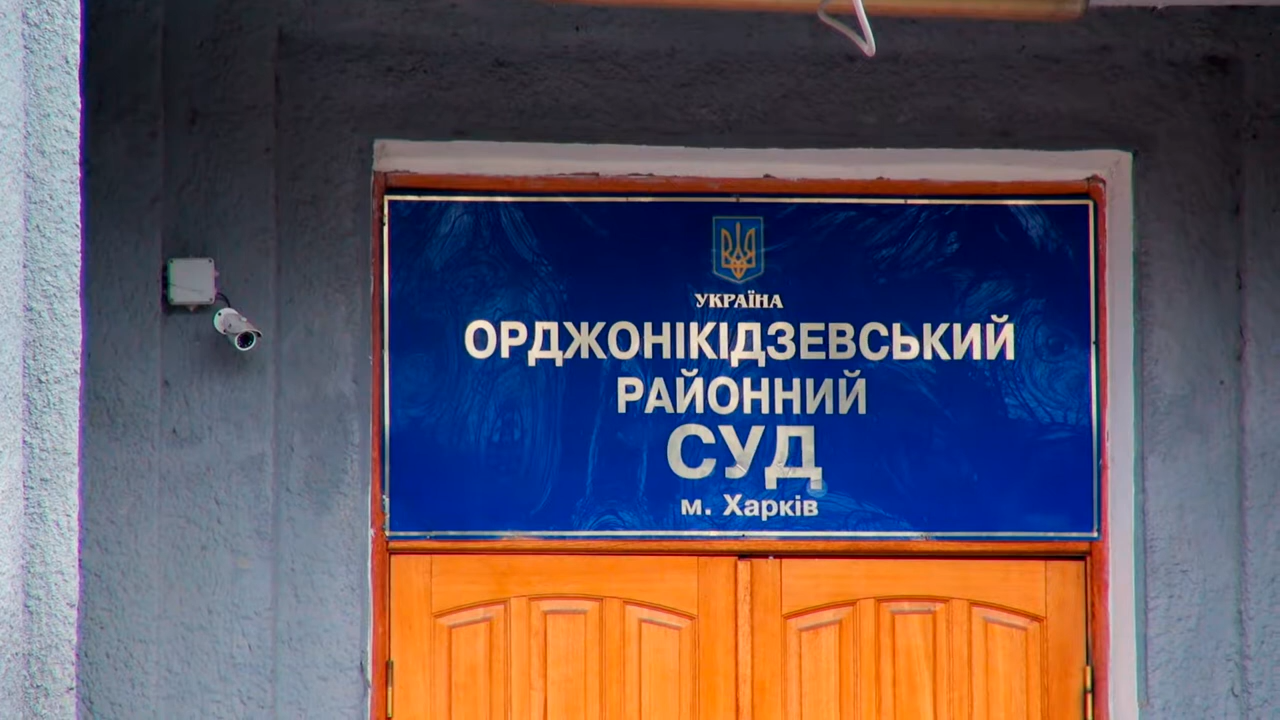 УКРАЇНА
ОРДЖОНІКІДЗЕВСЬКИЙ
РАЙОННИЙ
СУД
м. Харків